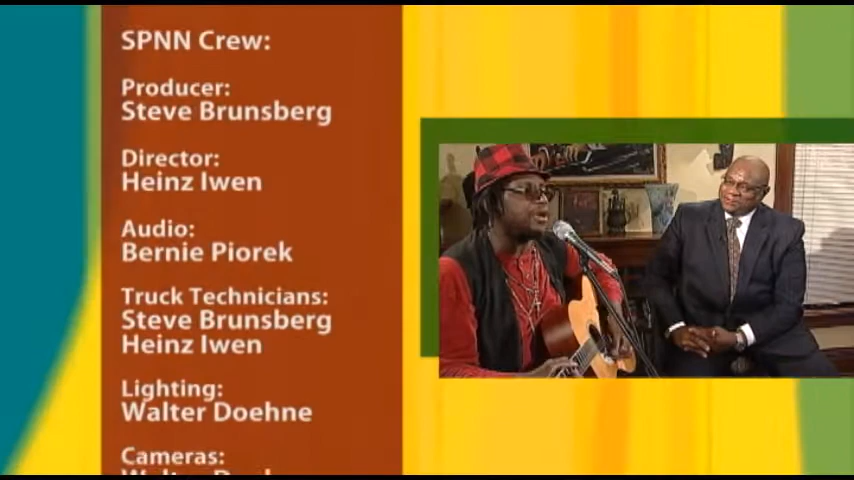 SPNN Crew:
Producer:
Steve Brunsberg
Director:
Heinz Iwen
Audio:
Bernie Piorek
Truck Technicians:
Steve Brunsberg
Heinz Iwen
Lighting:
Walter Doehne
Cameras: